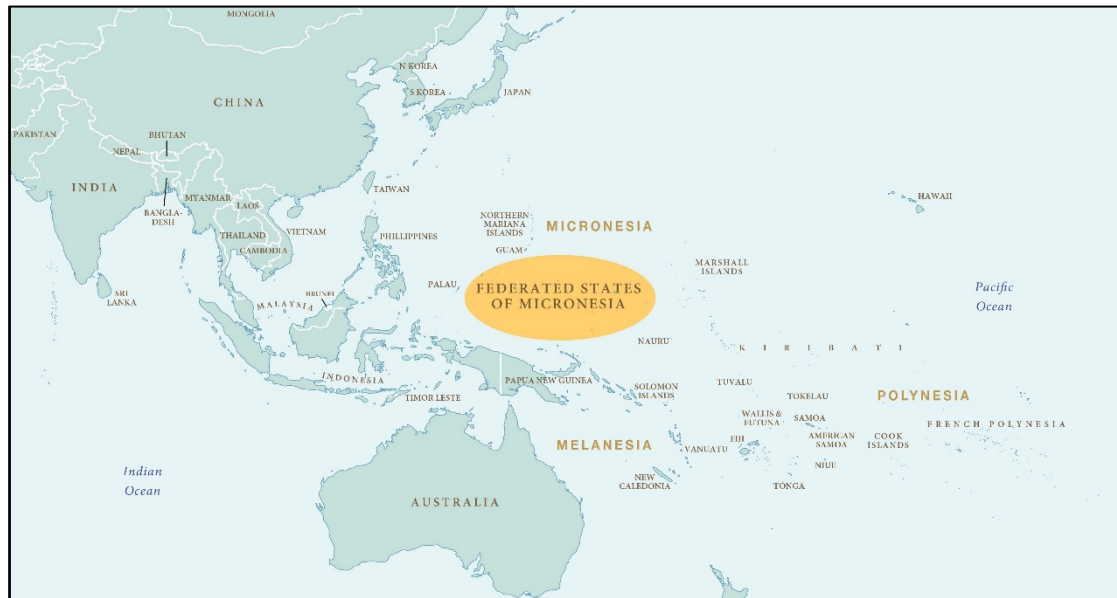 MONGOLIA
N KOREA
S KOREA
JAPAN
CHINA
PAKISTAN
BHUTAN
NEPAL
INDIA
BANGLA-
DESH
MYANMAR
LAOS
TAIWAN
THAILAND
VIETNAM
CAMBODIA
PHILLIPPINES
NORTHERN
MARIANA
ISLANDS
GUAM
MICRONESIA
HAWAII
SRI
LANKA
MALAYSIA
BRUNEI
PALAU
FEDERATED STATES
OF MICRONESIA
MARSHALL
ISLANDS
Pacific
Ocean
NAURU
KIRIBATI
INDONESIA
TIMOR LESTE
PAPUA NEW GUINEA
SOLOMON
ISLANDS
TUVALU
TOKELAU
POLYNESIA
WALLIS &
FUTUNA
SAMOA
FRENCH POLYNESIA
MELANESIA
VANUATU
FIJI
AMERICAN
SAMOA
COOK
ISLANDS
NIUE
TONGA
NEW
CALEDONIA
Indian
Ocean
AUSTRALIA